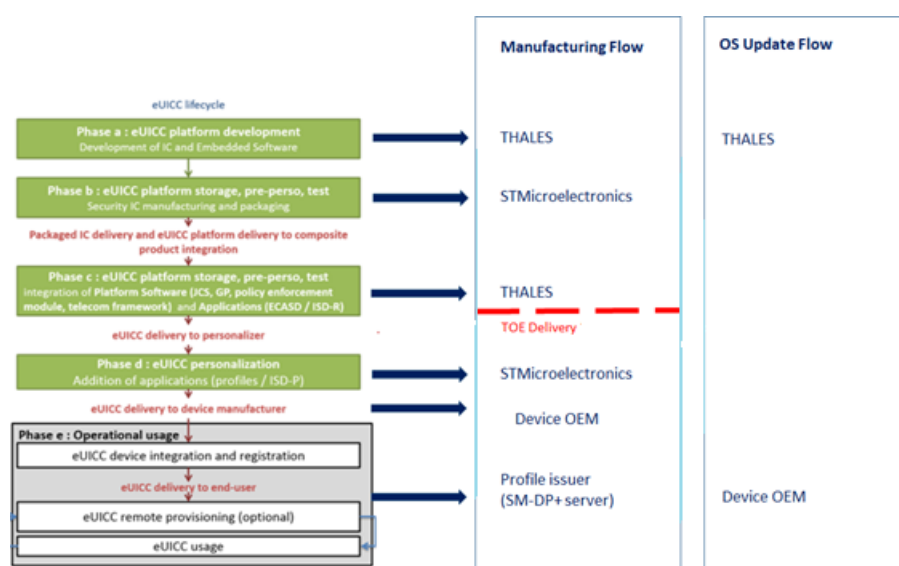 Manufacturing Flow
OS Update Flow
eUICC lifecycle
Phase a : eUICC platform development
Development of IC and Embedded Software
THALES
THALES
Phase b : eUICC platform storage, pre-perso, test
Security IC manufacturing and packaging
STMicroelectronics
Packaged IC delivery and eUICC platform delivery to composite
product integration
Phase c : eUICC platform storage, pre-perso, test
integration of Platform Software (JCS, GP, policy enforcement
module, telecom framework) and Applications (ECASD / ISD-R)
THALES
TOE Delivery
eUICC delivery to personalizer
Phase d : eUICC personalization
Addition of applications (profiles / ISD-P)
STMicroelectronics
eUICC delivery to device manufacturer
Device OEM
Phase e : Operational usage
eUICC device integration and registration
eUICC delivery to end-user
Profile issuer
(SM-DP+ server)
Device OEM
eUICC remote provisioning (optional)
eUICC usage